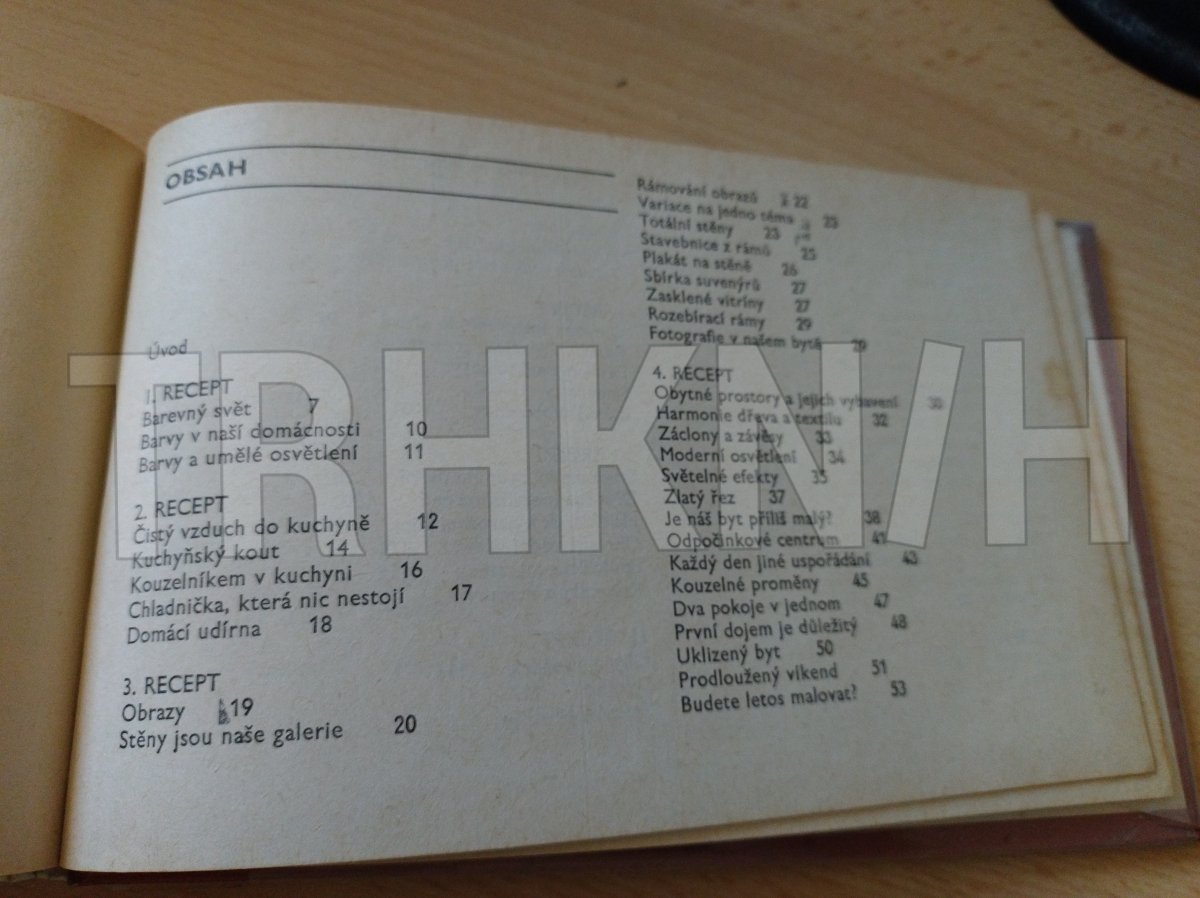 OBSAH
Úvod
1. RECEPT
Barevný svět 7
Barvy v naší domácnosti 10
Barvy a umělé osvětlení 11
2. RECEPT
Čistý vzduch do kuchyně 12
Kuchyňský kout 14
Kouzelníkem v kuchyni 16
Chladnička, která nic nestojí 17
Domácí udírna 18
3. RECEPT
Obrazy 19
Stěny jsou naše galerie 20
Rámování obrazů 22
Variace na jedno téma 23
Totální stěny 23
Stavebnice z rámů 25
Plakát na stěně 26
Sbírka suvenýrů 27
Zasklené vitríny 27
Rozebírací rámy 29
Fotografie v našem bytě 29
4. RECEPT
Obytné prostory a jejich vybavení 30
Harmonie dřeva a textilu 32
Záclony a závěsy 33
Moderní osvětlení 34
Světelné efekty 35
Zlatý řez 37
Je náš byt příliš malý? 38
Odpočinkové centrum 41
Každý den jiné uspořádání 43
Kouzelné proměny 45
Dva pokoje v jednom 47
První dojem je důležitý 48
Uklizený byt 50
Prodloužený víkend 51
Budete letos malovat? 53
TRHKN/H